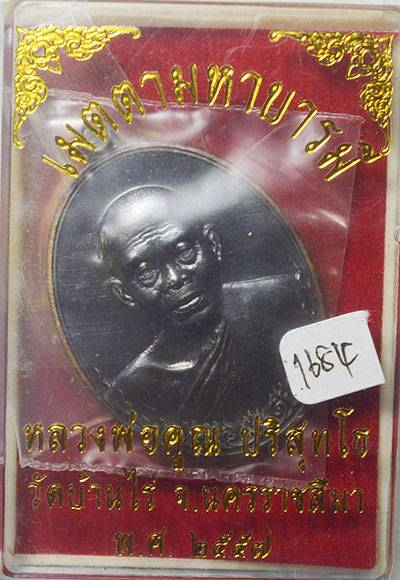 เมตตามหาบารมี
1684
หลวงพ่อคูณ ปริสุทโธ
วัดบ้านไร่ จ.นครราชสีมา
พ.ศ. ๒๕๕๗